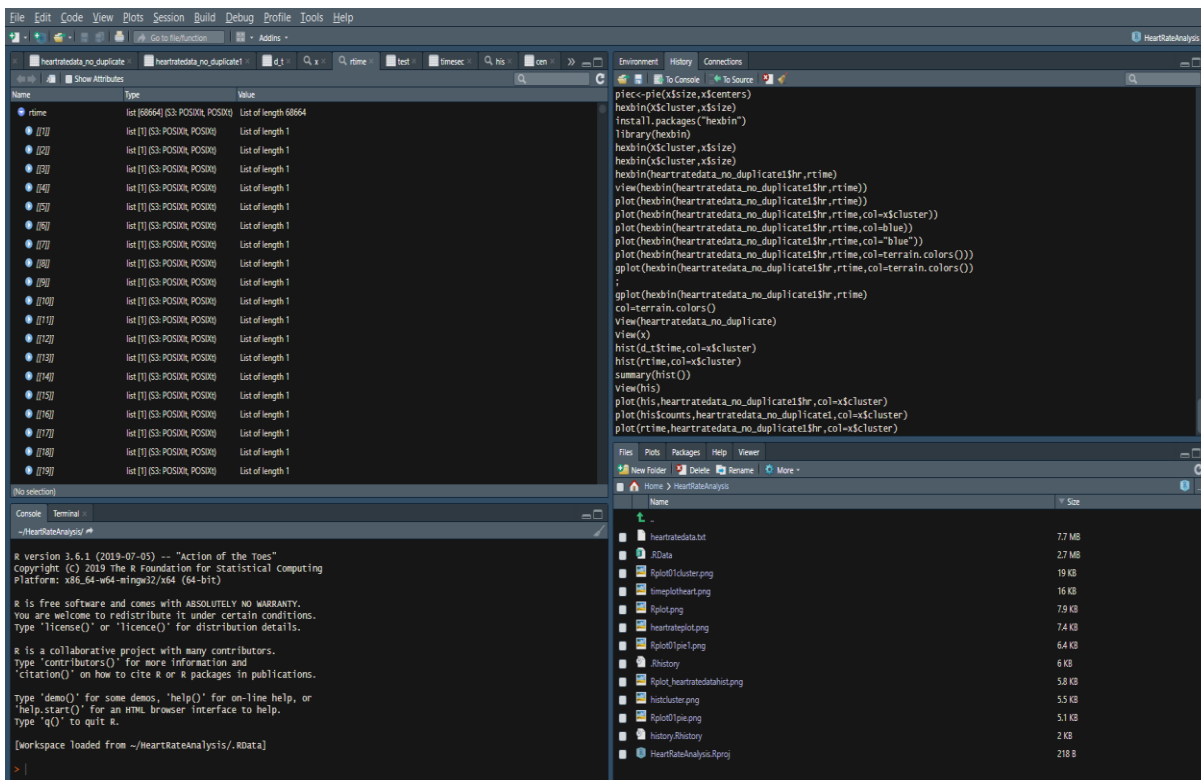 File Edit Code View Plots Session Build Debug Profile Tools Help
Go to file/function Addins
HeartRateAnalysis
heartratedata_no_duplicate heartratedata_no_duplicate1 d_t x rtime test timesec his cen
Show Attributes
Name Type Value
rtime list [68664] (S3: POSIXlt, POSIXt) List of length 68664
[[1]] list [1] (S3: POSIXlt, POSIXt) List of length 1
[[2]] list [1] (S3: POSIXlt, POSIXt) List of length 1
[[3]] list [1] (S3: POSIXlt, POSIXt) List of length 1
[[4]] list [1] (S3: POSIXlt, POSIXt) List of length 1
[[5]] list [1] (S3: POSIXlt, POSIXt) List of length 1
[[6]] list [1] (S3: POSIXlt, POSIXt) List of length 1
[[7]] list [1] (S3: POSIXlt, POSIXt) List of length 1
[[8]] list [1] (S3: POSIXlt, POSIXt) List of length 1
[[9]] list [1] (S3: POSIXlt, POSIXt) List of length 1
[[10]] list [1] (S3: POSIXlt, POSIXt) List of length 1
[[11]] list [1] (S3: POSIXlt, POSIXt) List of length 1
[[12]] list [1] (S3: POSIXlt, POSIXt) List of length 1
[[13]] list [1] (S3: POSIXlt, POSIXt) List of length 1
[[14]] list [1] (S3: POSIXlt, POSIXt) List of length 1
[[15]] list [1] (S3: POSIXlt, POSIXt) List of length 1
[[16]] list [1] (S3: POSIXlt, POSIXt) List of length 1
[[17]] list [1] (S3: POSIXlt, POSIXt) List of length 1
[[18]] list [1] (S3: POSIXlt, POSIXt) List of length 1
[[19]] list [1] (S3: POSIXlt, POSIXt) List of length 1
(No selection)
Console Terminal
~/HeartRateAnalysis/
R version 3.6.1 (2019-07-05) -- "Action of the Toes"
Copyright (C) 2019 The R Foundation for Statistical Computing
Platform: x86_64-w64-mingw32/x64 (64-bit)
R is free software and comes with ABSOLUTELY NO WARRANTY.
You are welcome to redistribute it under certain conditions.
Type 'license()' or 'licence()' for distribution details.
R is a collaborative project with many contributors.
Type 'contributors()' for more information and
'citation()' on how to cite R or R packages in publications.
Type 'demo()' for some demos, 'help()' for on-line help, or
'help.start()' for an HTML browser interface to help.
Type 'q()' to quit R.
[Workspace loaded from ~/HeartRateAnalysis/.RData]
>
Environment History Connections
To Console To Source
piec<-pie(x$size,x$centers)
hexbin(X$cluster,x$size)
install.packages("hexbin")
library(hexbin)
hexbin(X$cluster,x$size)
hexbin(x$cluster,x$size)
hexbin(heartratedata_no_duplicate1$hr,rtime)
view(hexbin(heartratedata_no_duplicate1$hr,rtime))
plot(hexbin(heartratedata_no_duplicate1$hr,rtime))
plot(hexbin(heartratedata_no_duplicate1$hr,rtime,col=x$cluster))
plot(hexbin(heartratedata_no_duplicate1$hr,rtime,col=blue))
plot(hexbin(heartratedata_no_duplicate1$hr,rtime,col="blue"))
plot(hexbin(heartratedata_no_duplicate1$hr,rtime,col=terrain.colors()))
gplot(hexbin(heartratedata_no_duplicate1$hr,rtime,col=terrain.colors())
;
gplot(hexbin(heartratedata_no_duplicate1$hr,rtime)
col=terrain.colors()
View(heartratedata_no_duplicate)
View(x)
hist(d_t$time,col=x$cluster)
hist(rtime,col=x$cluster)
summary(hist())
View(his)
plot(his,heartratedata_no_duplicate1$hr,col=x$cluster)
plot(his$counts,heartratedata_no_duplicate1,col=x$cluster)
plot(rtime,heartratedata_no_duplicate1$hr,col=x$cluster)
Files Plots Packages Help Viewer
New Folder Delete Rename More
Home > HeartRateAnalysis
Name Size
..
heartratedata.txt 7.7 MB
.RData 2.7 MB
Rplot01cluster.png 19 KB
timeplotheart.png 16 KB
Rplot.png 7.9 KB
heartrateplot.png 7.4 KB
Rplot01pie1.png 6.4 KB
.Rhistory 6 KB
Rplot_heartratedatahist.png 5.8 KB
histcluster.png 5.5 KB
Rplot01pie.png 5.1 KB
history.Rhistory 2 KB
HeartRateAnalysis.Rproj 218 B